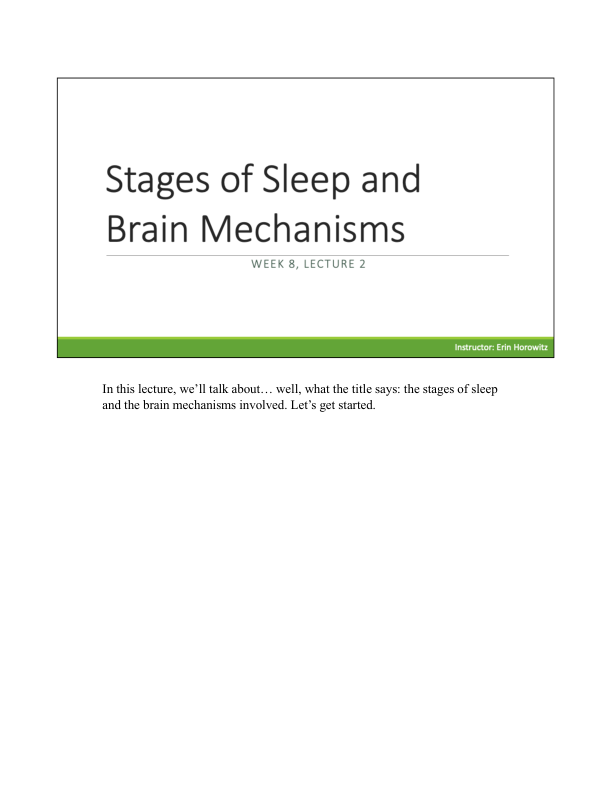 Stages of Sleep and
Brain Mechanisms
WEEK 8, LECTURE 2
Instructor: Erin Horowitz
In this lecture, we’ll talk about… well, what the title says: the stages of sleep
and the brain mechanisms involved. Let’s get started.